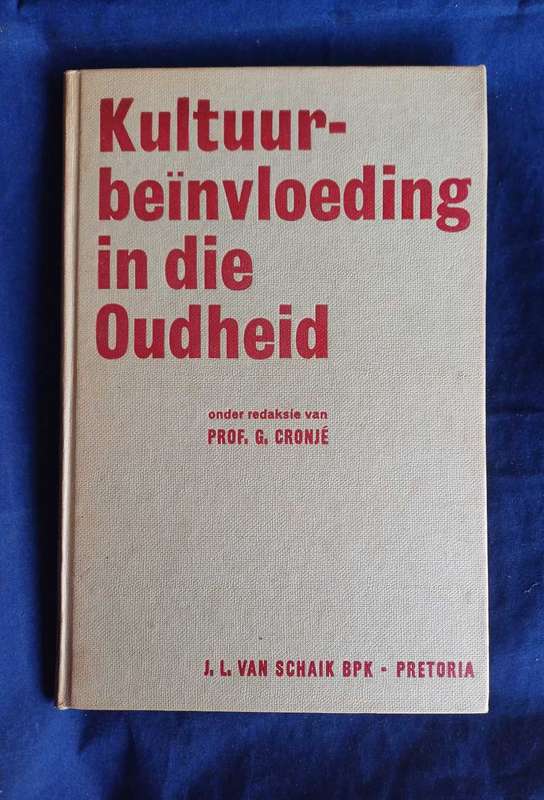 Kultuur-
beïnvloeding
in die
Oudheid
onder redaksie van
PROF. G. CRONJÉ
J. L. VAN SCHAIK BPK - PRETORIA